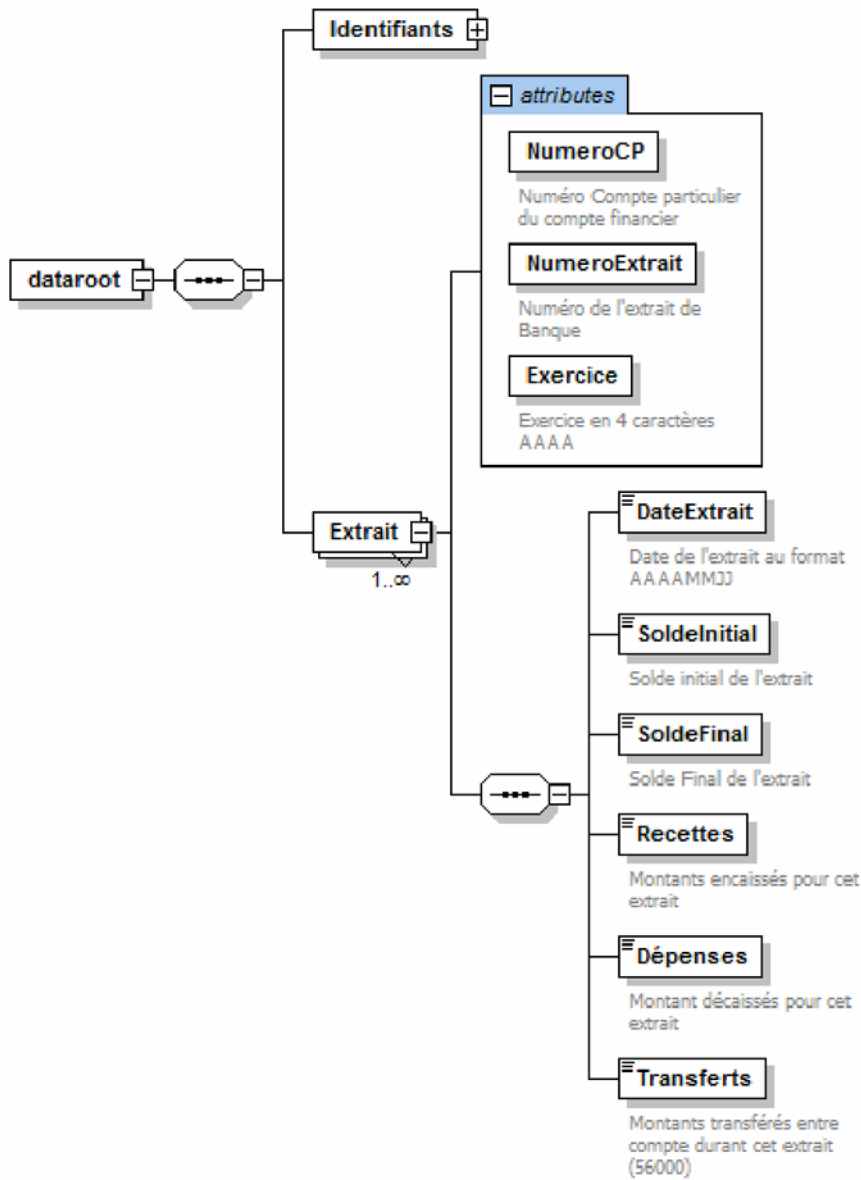 Identifiants
attributes
NumeroCP
Numéro Compte particulier
du compte financier
NumeroExtrait
Numéro de l'extrait de
Banque
Exercice
Exercice en 4 caractères
AAAA
dataroot
Extrait
1..∞
DateExtrait
Date de l'extrait au format
AAAAMMJJ
SoldeInitial
Solde initial de l'extrait
SoldeFinal
Solde Final de l'extrait
Recettes
Montants encaissés pour cet
extrait
Dépenses
Montant décaissés pour cet
extrait
Transferts
Montants transférés entre
compte durant cet extrait
(56000)